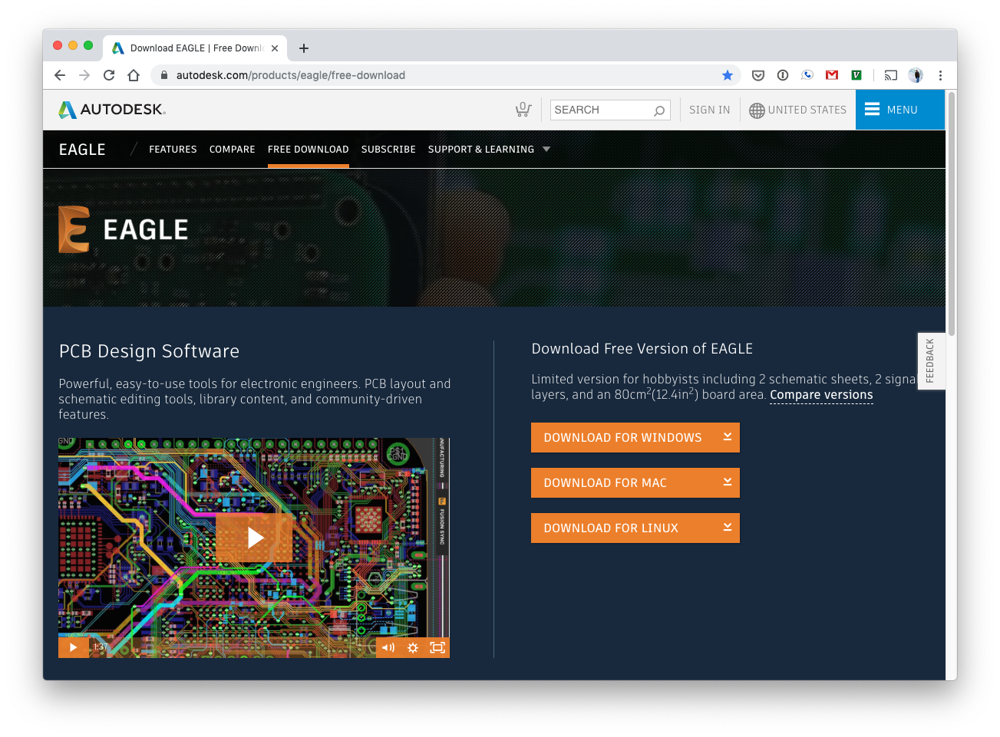 Download EAGLE | Free Downl
autodesk.com/products/eagle/free-download
AUTODESK.
0
SEARCH
SIGN IN
UNITED STATES
MENU
EAGLE
FEATURES
COMPARE
FREE DOWNLOAD
SUBSCRIBE
SUPPORT & LEARNING
EAGLE
FEEDBACK
PCB Design Software
Powerful, easy-to-use tools for electronic engineers. PCB layout and
schematic editing tools, library content, and community-driven
features.
GND
PS1
GND
NUFACTURING
FUSION SYNC
1:37
Download Free Version of EAGLE
Limited version for hobbyists including 2 schematic sheets, 2 signa
layers, and an 80cm²(12.4in²) board area. Compare versions
DOWNLOAD FOR WINDOWS
DOWNLOAD FOR MAC
DOWNLOAD FOR LINUX